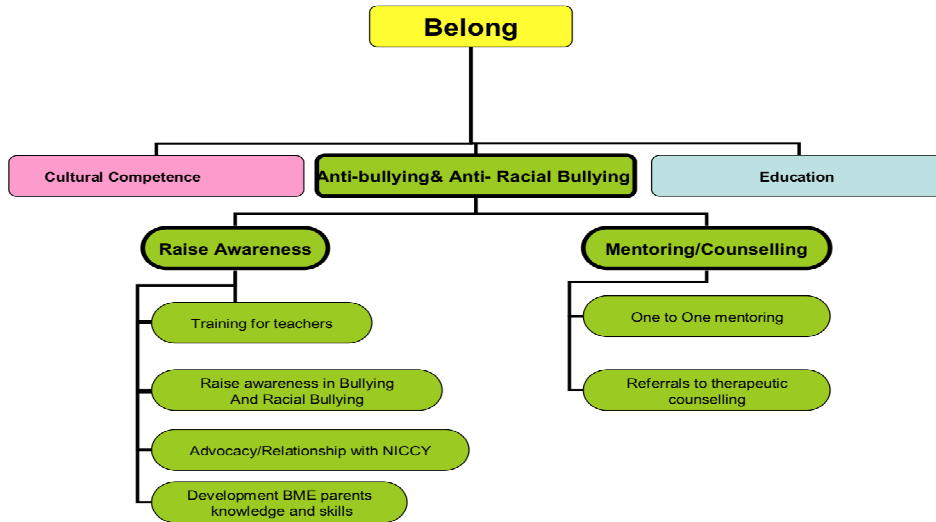 Belong
Cultural Competence
Anti-bullying& Anti- Racial Bullying
Education
Raise Awareness
Mentoring/Counselling
Training for teachers
One to One mentoring
Raise awareness in Bullying
And Racial Bullying
Referrals to therapeutic
counselling
Advocacy/Relationship with NICCY
Development BME parents
knowledge and skills